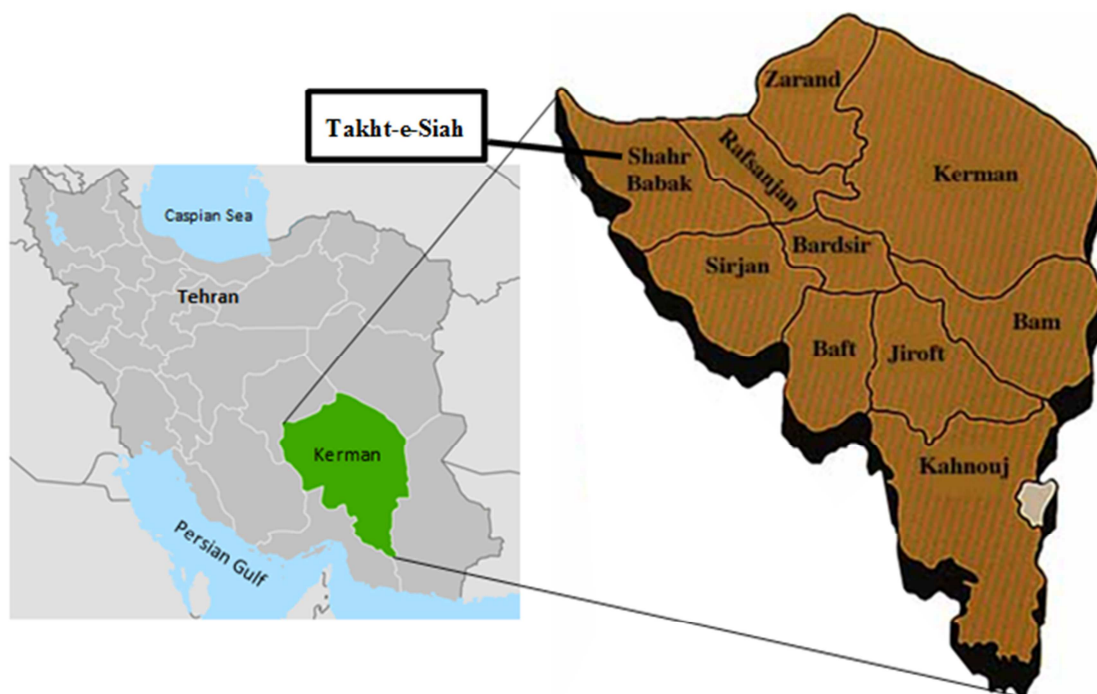 Takht-e-Siah
Caspian Sea
Tehran
Kerman
Persian Gulf
Zarand
Shahr
Babak
Rafsanjan
Kerman
Sirjan
Bardsir
Baft
Jiroft
Bam
Kahnouj